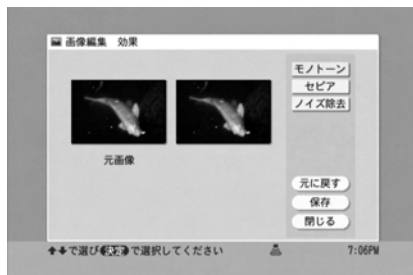 画像編集 効果
モノトーン
セピア
ノイズ除去
元画像
元に戻す
保存
閉じる
で選び決定で選択してください
7:06PM